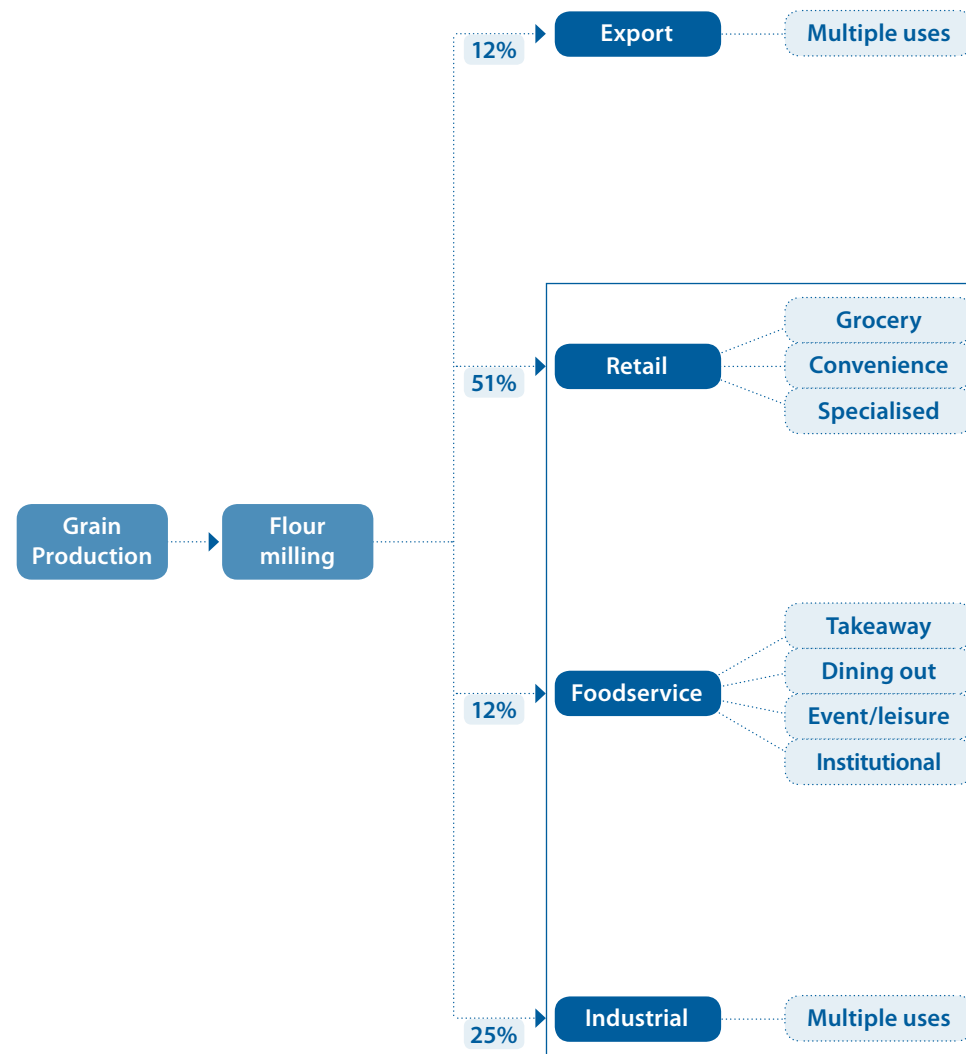 Export
Multiple uses
12%
Grocery
Retail
Convenience
51%
Specialised
Grain
Production
Flour
milling
Takeaway
Dining out
Foodservice
12%
Event/leisure
Institutional
Industrial
Multiple uses
25%